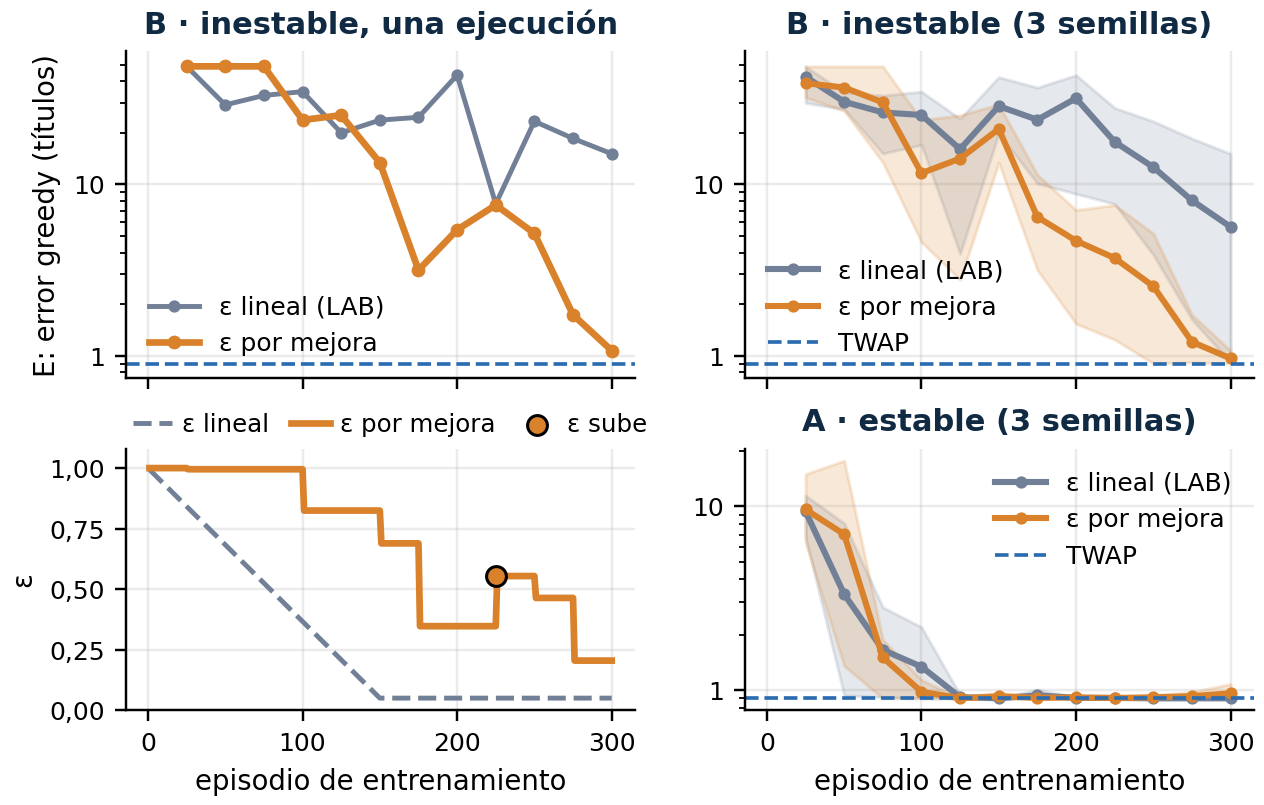 B · inestable, una ejecución
E: error greedy (títulos)
10
1
ε lineal (LAB)
ε por mejora
B · inestable (3 semillas)
10
1
ε lineal (LAB)
ε por mejora
TWAP
ε lineal
ε por mejora
ε sube
ε
1,00
0,75
0,50
0,25
0,00
0 100 200 300
episodio de entrenamiento
A · estable (3 semillas)
10
1
ε lineal (LAB)
ε por mejora
TWAP
0 100 200 300
episodio de entrenamiento